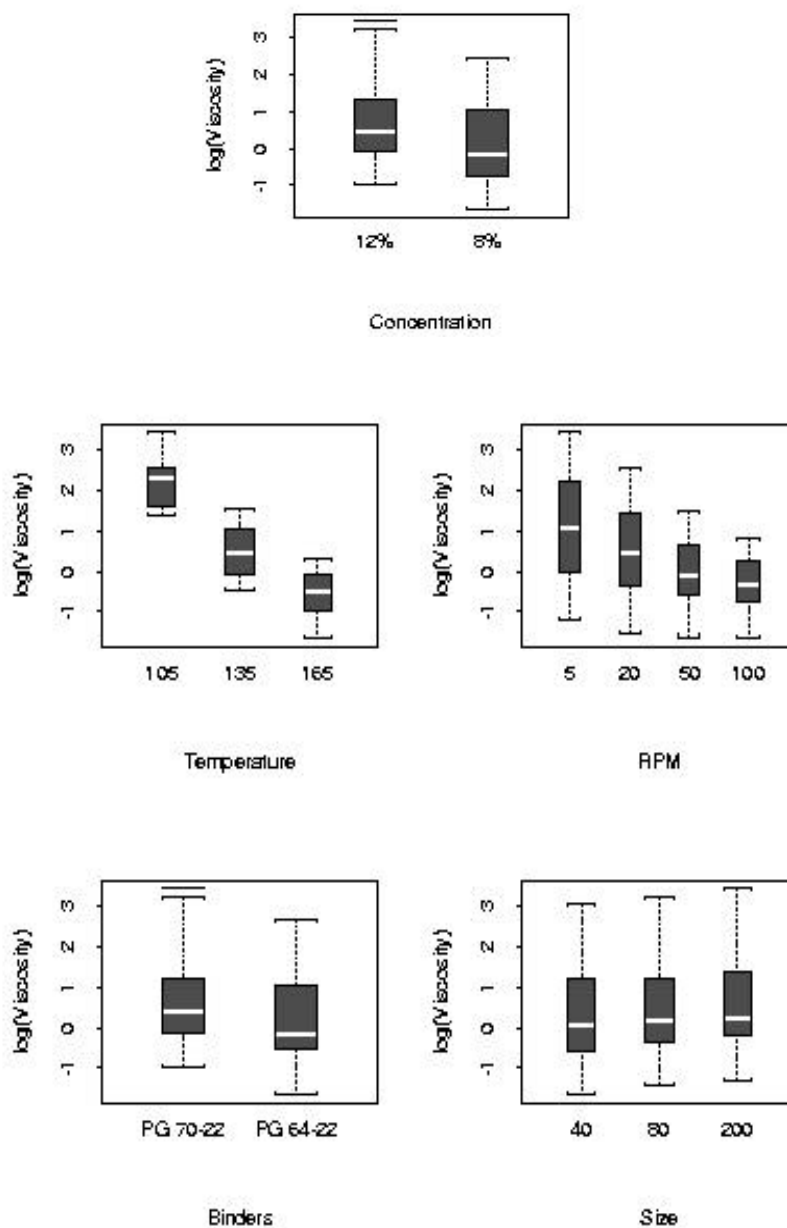 log(Viscosity)
3
2
1
0
-1
12% 8%
Concentration
log(Viscosity)
3
2
1
0
-1
105 135 165
Temperature
log(Viscosity)
3
2
1
0
-1
5 20 50 100
RPM
log(Viscosity)
3
2
1
0
-1
PG 70-22 PG 64-22
Binders
log(Viscosity)
3
2
1
0
-1
40 80 200
Size